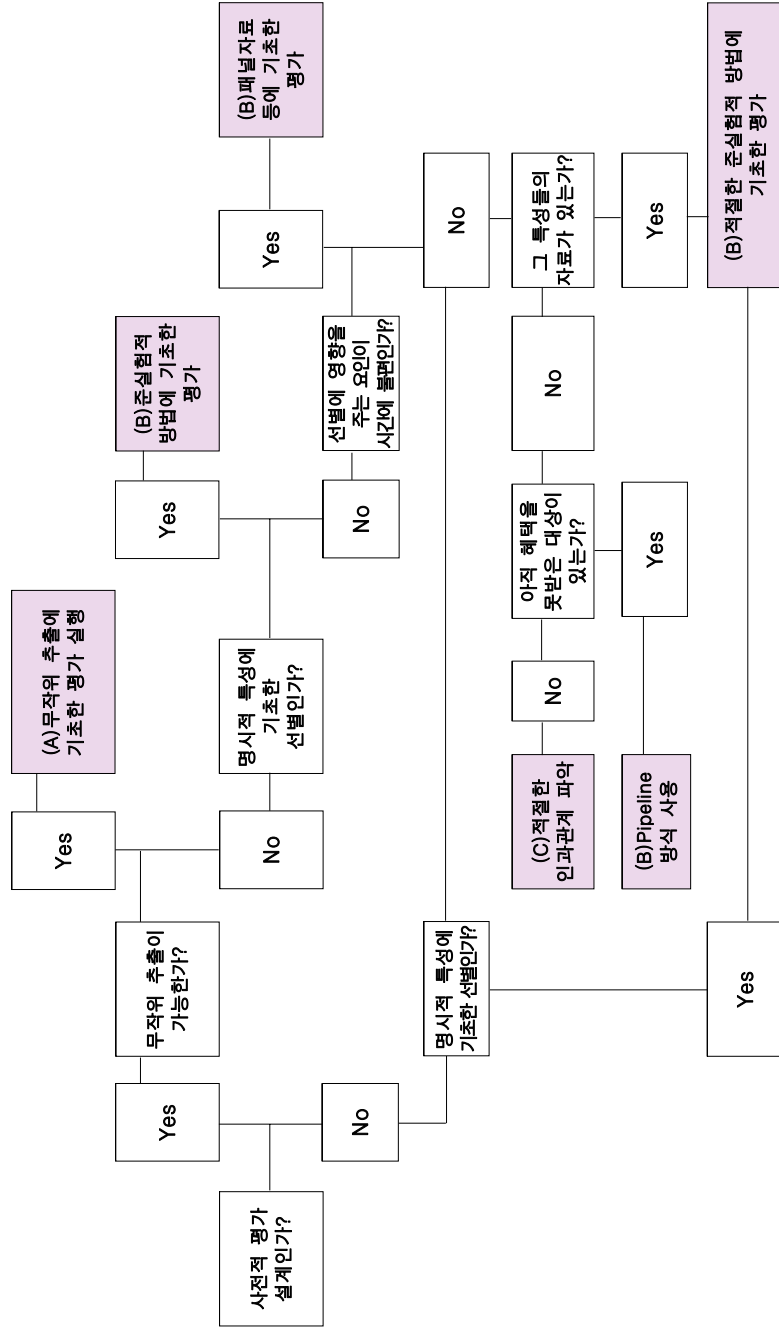 사전적 평가
설계인가?
Yes
무작위 추출이
가능한가?
Yes
(A)무작위 추출에
기초한 평가 실행
No
명시적 특성에
기초한
선별인가?
Yes
(B)준실험적
방법에 기초한
평가
No
선별에 영향을
주는 요인이
시간에 불편인가?
Yes
(B)패널자료
등에 기초한
평가
No
명시적 특성에
기초한 선별인가?
No
그 특성들의
자료가 있는가?
No
아직 혜택을
못받은 대상이
있는가?
No
(C)적절한
인과관계 파악
Yes
(B)Pipeline
방식 사용
Yes
Yes
(B)적절한 준실험적 방법에
기초한 평가